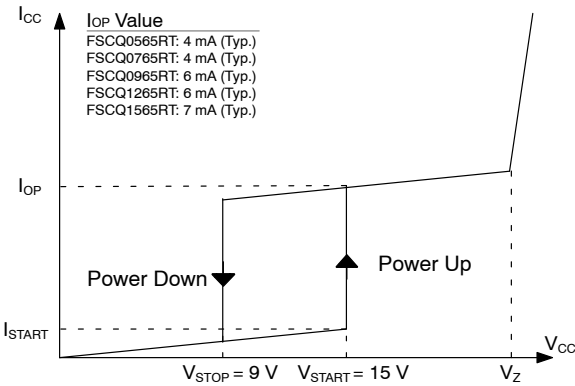 ICC
IOP Value
FSCQ0565RT: 4 mA (Typ.)
FSCQ0765RT: 4 mA (Typ.)
FSCQ0965RT: 6 mA (Typ.)
FSCQ1265RT: 6 mA (Typ.)
FSCQ1565RT: 7 mA (Typ.)
IOP
Power Down
Power Up
ISTART
VCC
VSTOP = 9 V
VSTART = 15 V
VZ